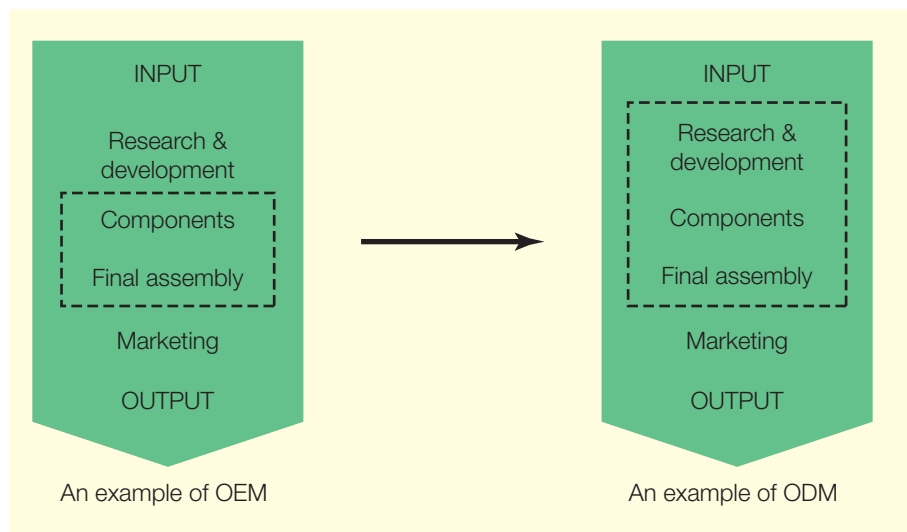 INPUT
Research &
development
Components
Final assembly
Marketing
OUTPUT
An example of OEM
INPUT
Research &
development
Components
Final assembly
Marketing
OUTPUT
An example of ODM